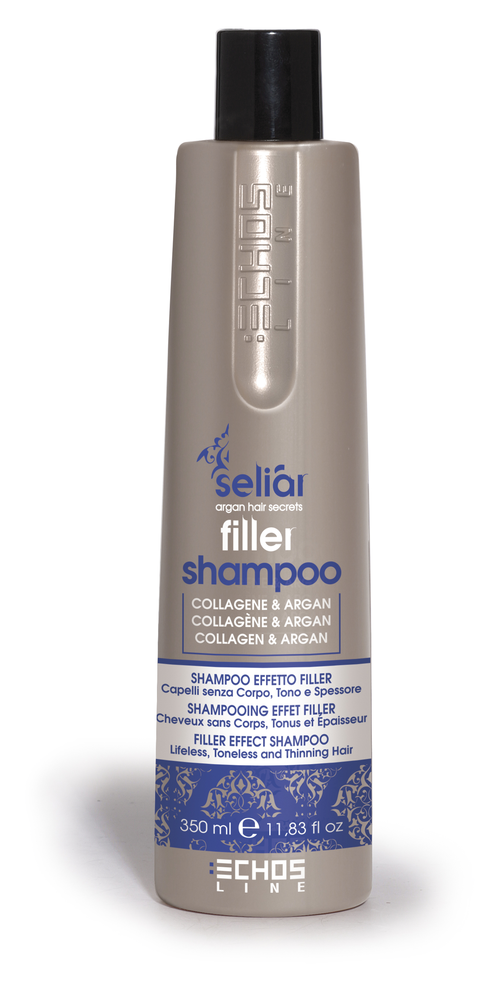 :ECHOS
LINE
seliár
argan hair secrets
filler
shampoo
COLLAGENE & ARGAN
COLLAGÈNE & ARGAN
COLLAGEN & ARGAN
SHAMPOO EFFETTO FILLER
Capelli senza Corpo, Tono e Spessore
SHAMPOOING EFFET FILLER
Cheveux sans Corps, Tonus et Épaisseur
FILLER EFFECT SHAMPOO
Lifeless, Toneless and Thinning Hair
350 ml e 11,83 fl oz
:ECHOS
LINE